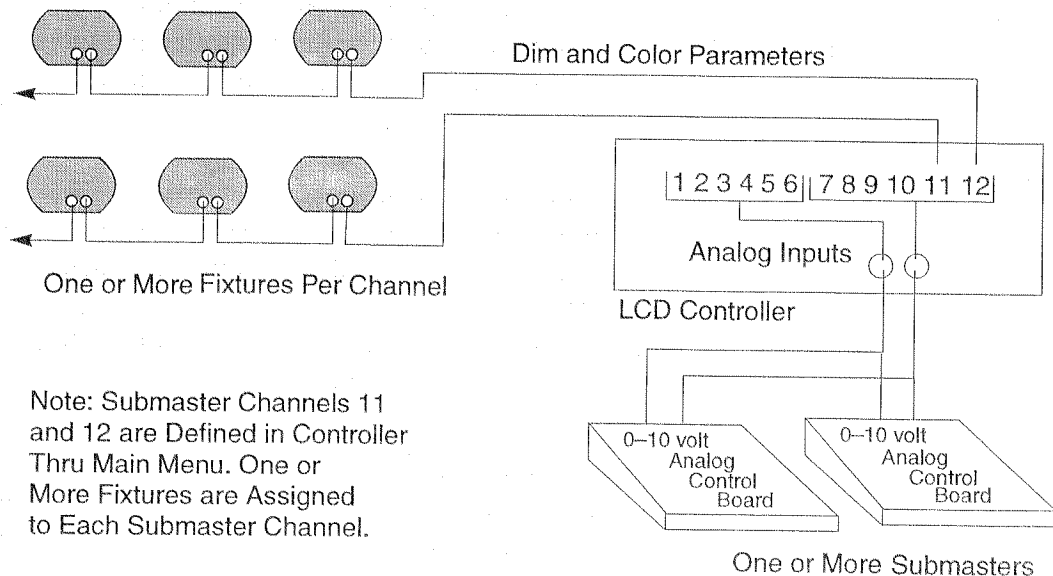 Dim and Color Parameters
1 2 3 4 5 6 7 8 9 10 11 12
Analog Inputs
One or More Fixtures Per Channel
LCD Controller
Note: Submaster Channels 11
and 12 are Defined in Controller
Thru Main Menu. One or
More Fixtures are Assigned
to Each Submaster Channel.
0–10 volt
Analog
Control
Board
0–10 volt
Analog
Control
Board
One or More Submasters